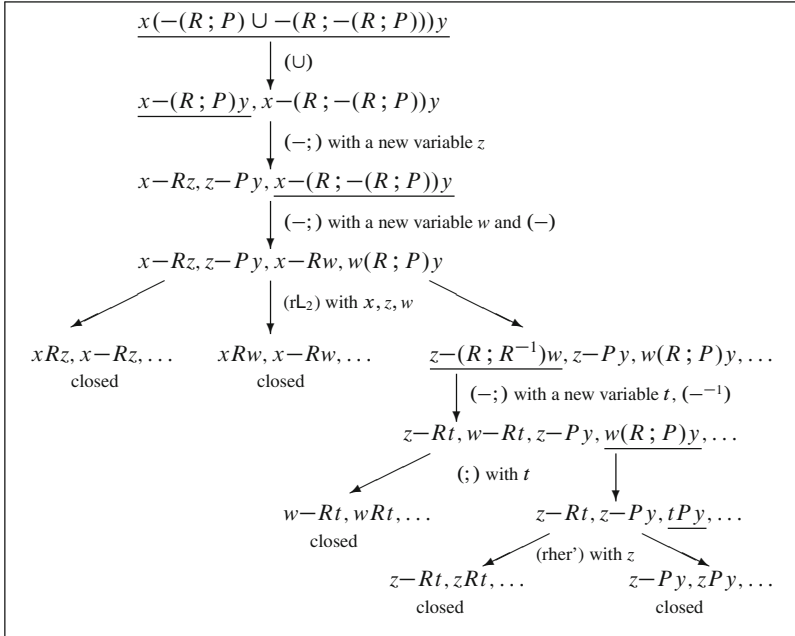 x(−(R ; P) ∪ −(R ; −(R ; P)))y
(∪)
x−(R ; P)y, x−(R ; −(R ; P))y
(−;) with a new variable z
x−Rz, z−Py, x−(R ; −(R ; P))y
(−;) with a new variable w and (−)
x−Rz, z−Py, x−Rw, w(R ; P)y
(rL₂) with x, z, w
xRz, x−Rz, ... xRw, x−Rw, ... z−(R ; R⁻¹)w, z−Py, w(R ; P)y, ...
closed closed
(−;) with a new variable t, (−⁻¹)
z−Rt, w−Rt, z−Py, w(R ; P)y, ...
(;) with t
w−Rt, wRt, ... z−Rt, z−Py, tPy, ...
closed
(rher') with z
z−Rt, zRt, ... z−Py, zPy, ...
closed closed